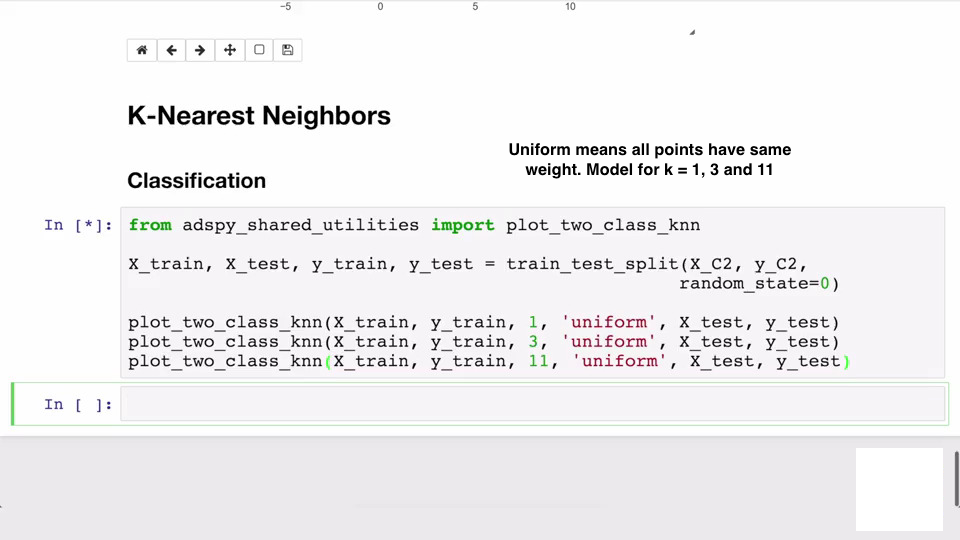 −5 0 5 10
K-Nearest Neighbors
Uniform means all points have same
weight. Model for k = 1, 3 and 11
Classification
In [*]: from adspy_shared_utilities import plot_two_class_knn
X_train, X_test, y_train, y_test = train_test_split(X_C2, y_C2,
random_state=0)
plot_two_class_knn(X_train, y_train, 1, 'uniform', X_test, y_test)
plot_two_class_knn(X_train, y_train, 3, 'uniform', X_test, y_test)
plot_two_class_knn(X_train, y_train, 11, 'uniform', X_test, y_test)
In [ ]: